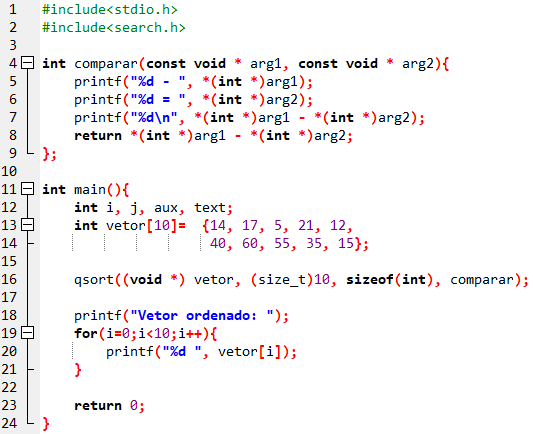 1 #include<stdio.h>
2 #include<search.h>
3
4 int comparar(const void * arg1, const void * arg2){
5 printf("%d - ", *(int *)arg1);
6 printf("%d = ", *(int *)arg2);
7 printf("%d\n", *(int *)arg1 - *(int *)arg2);
8 return *(int *)arg1 - *(int *)arg2;
9 };
10
11 int main(){
12 int i, j, aux, text;
13 int vetor[10]= {14, 17, 5, 21, 12,
14 40, 60, 55, 35, 15};
15
16 qsort((void *) vetor, (size_t)10, sizeof(int), comparar);
17
18 printf("Vetor ordenado: ");
19 for(i=0;i<10;i++){
20 printf("%d ", vetor[i]);
21 }
22
23 return 0;
24 }